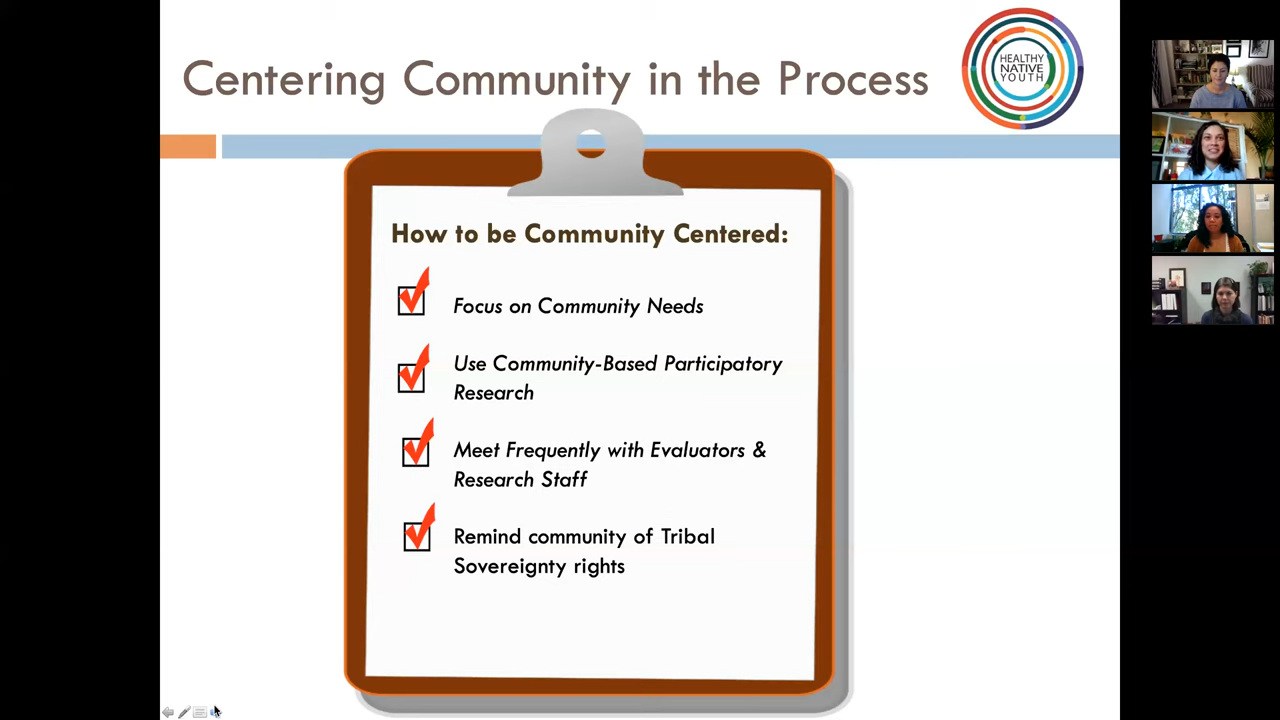 Centering Community in the Process
HEALTHY
NATIVE
YOUTH
How to be Community Centered:
Focus on Community Needs
Use Community-Based Participatory
Research
Meet Frequently with Evaluators &
Research Staff
Remind community of Tribal
Sovereignty rights